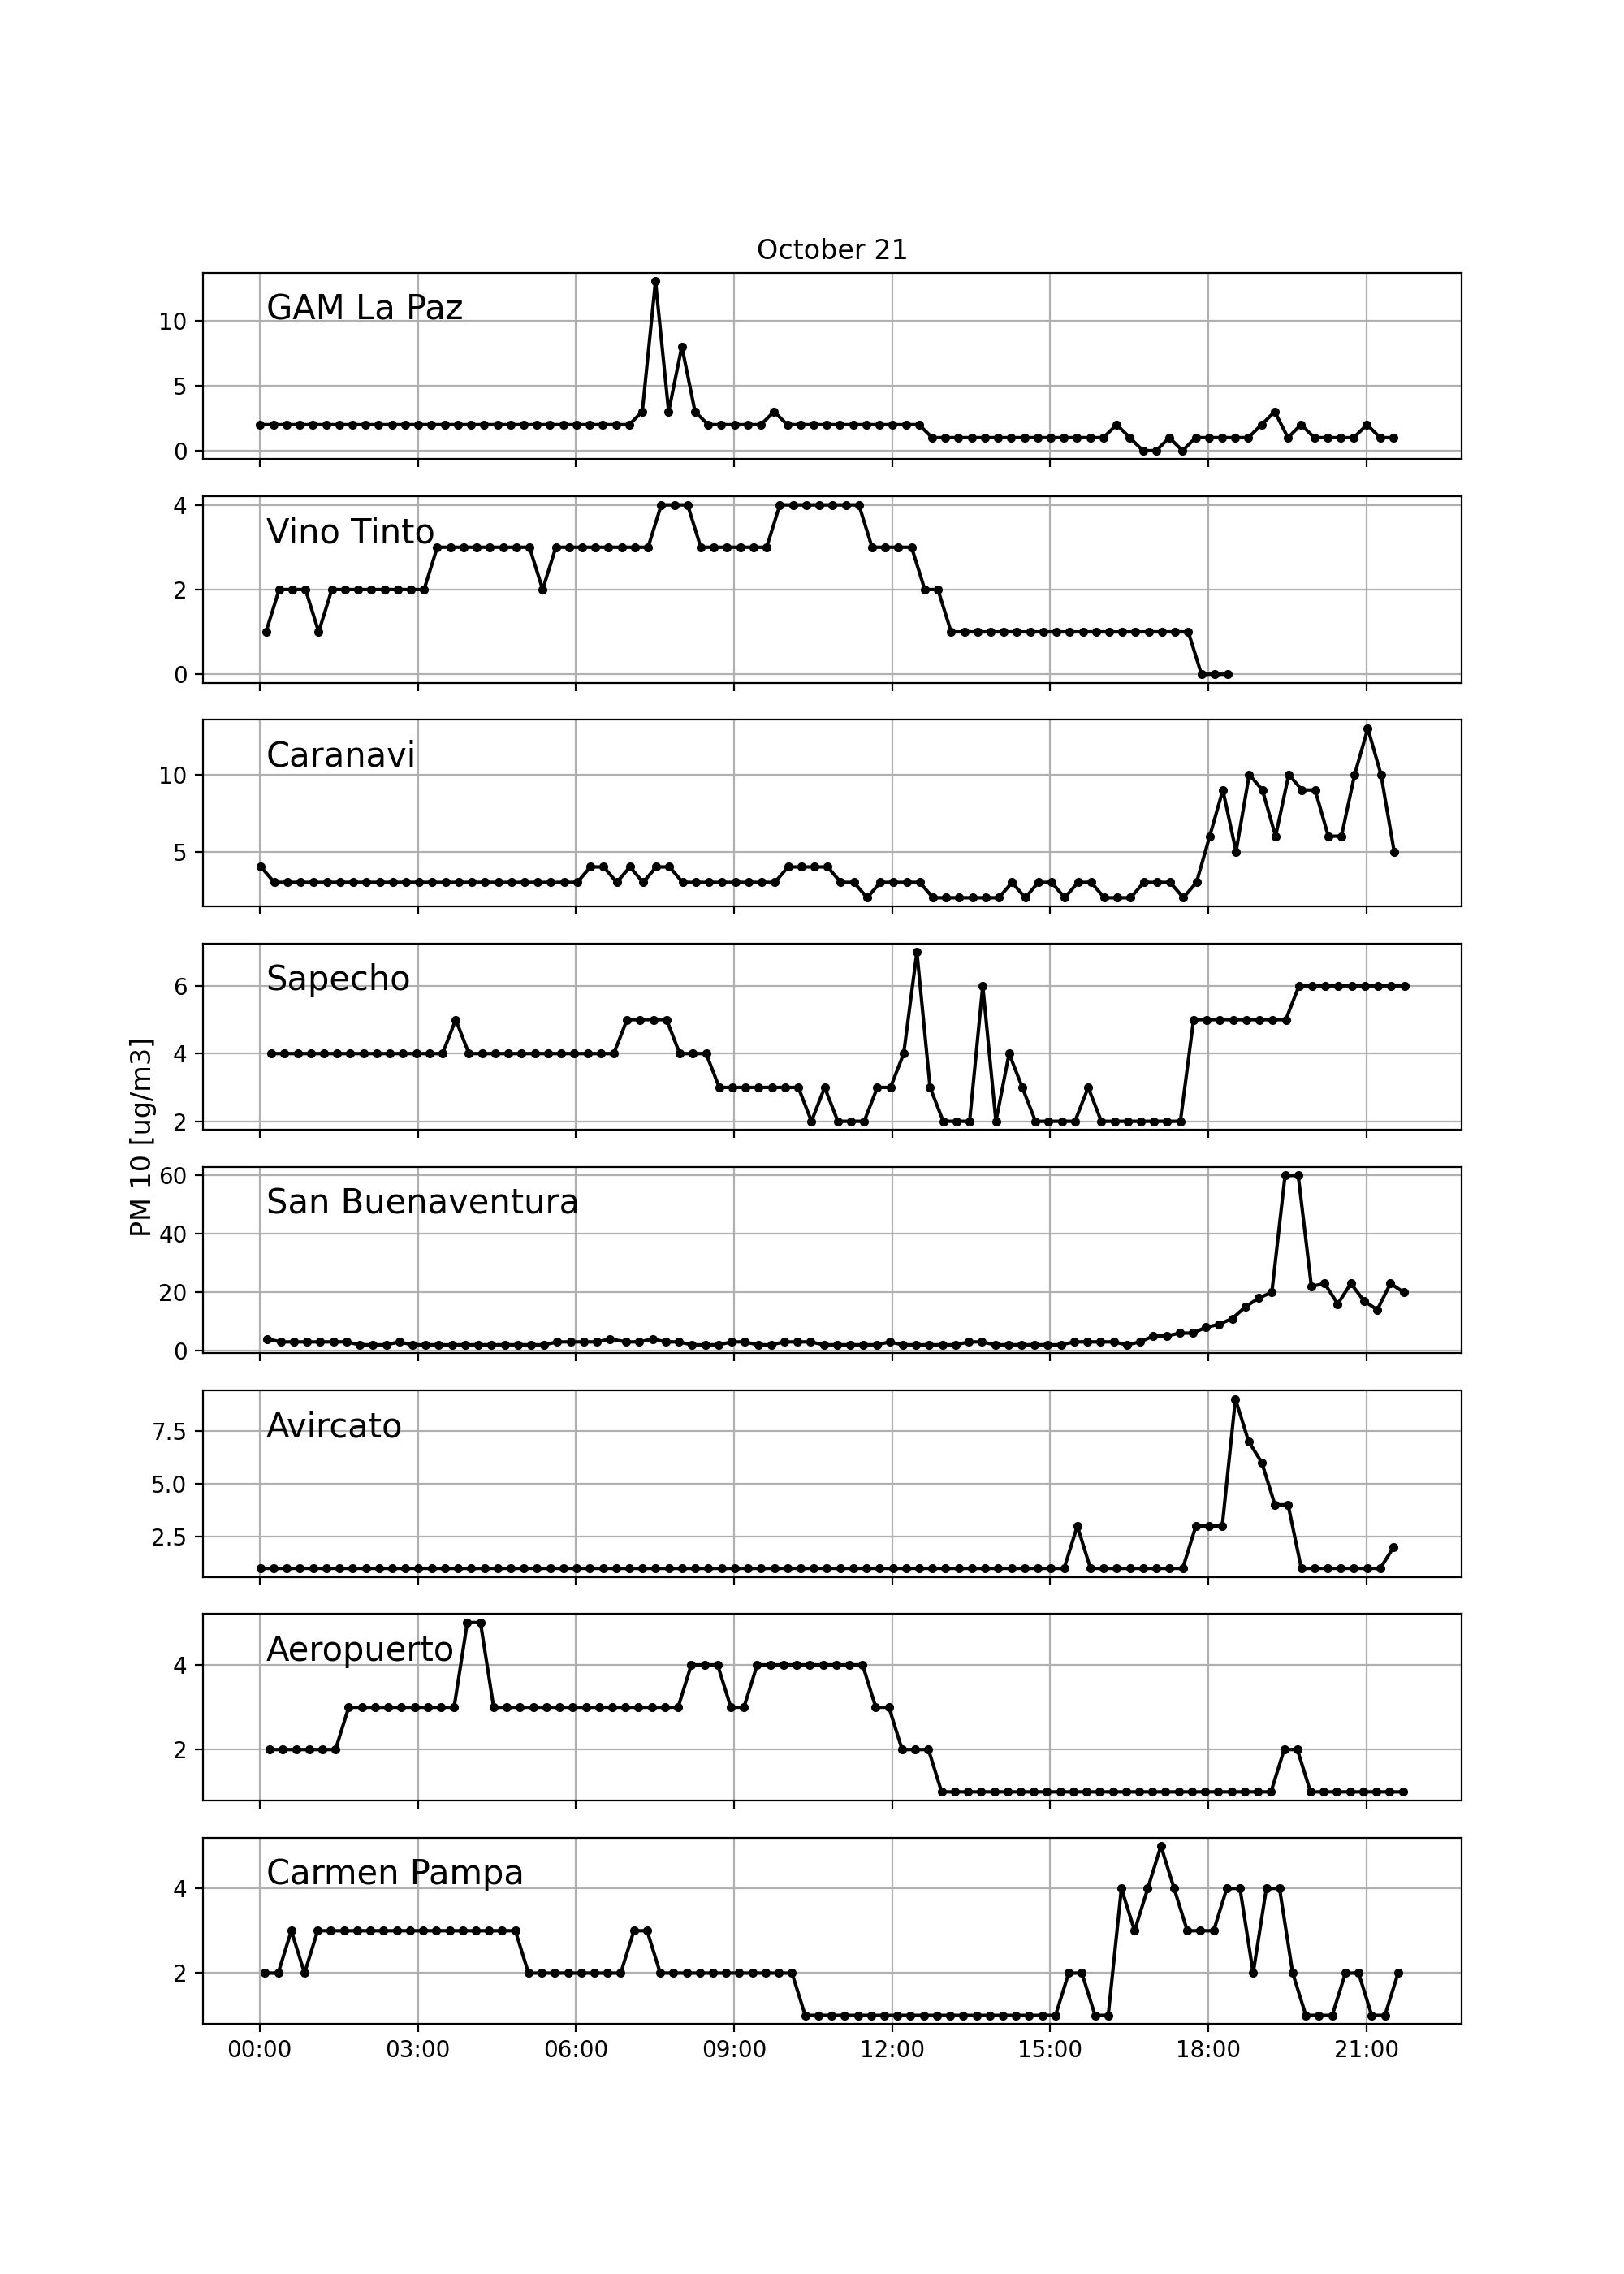 October 21
PM 10 [ug/m3]
GAM La Paz
10
5
0
Vino Tinto
4
2
0
Caranavi
10
5
Sapecho
6
4
2
San Buenaventura
60
40
20
0
Avircato
7.5
5.0
2.5
Aeropuerto
4
2
Carmen Pampa
4
2
00:00 03:00 06:00 09:00 12:00 15:00 18:00 21:00